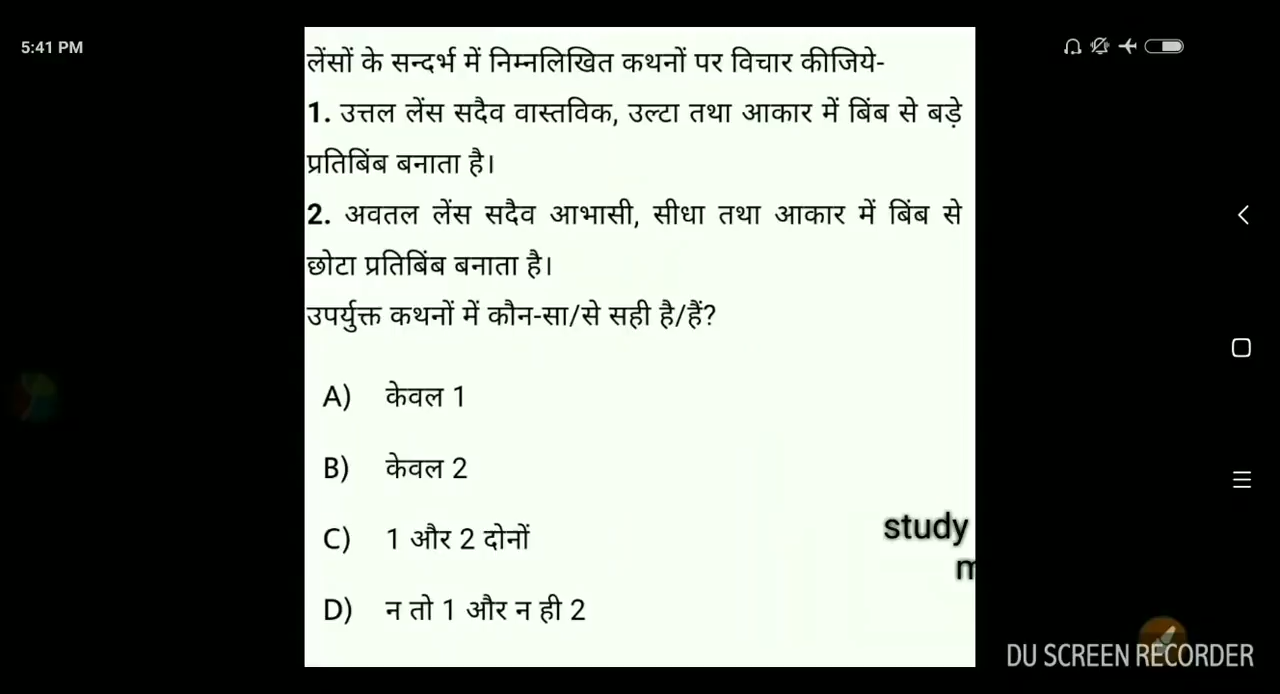 5:41 PM
लेंसों के सन्दर्भ में निम्नलिखित कथनों पर विचार कीजिये-
1. उत्तल लेंस सदैव वास्तविक, उल्टा तथा आकार में बिंब से बड़े
प्रतिबिंब बनाता है।
2. अवतल लेंस सदैव आभासी, सीधा तथा आकार में बिंब से
छोटा प्रतिबिंब बनाता है।
उपर्युक्त कथनों में कौन-सा/से सही है/हैं?
A) केवल 1
B) केवल 2
C) 1 और 2 दोनों
D) न तो 1 और न ही 2
study
m
DU SCREEN RECORDER